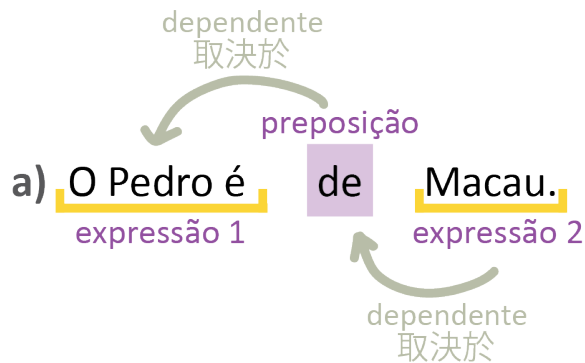 dependente
取決於
preposição
a) O Pedro é de Macau.
expressão 1 expressão 2
dependente
取決於